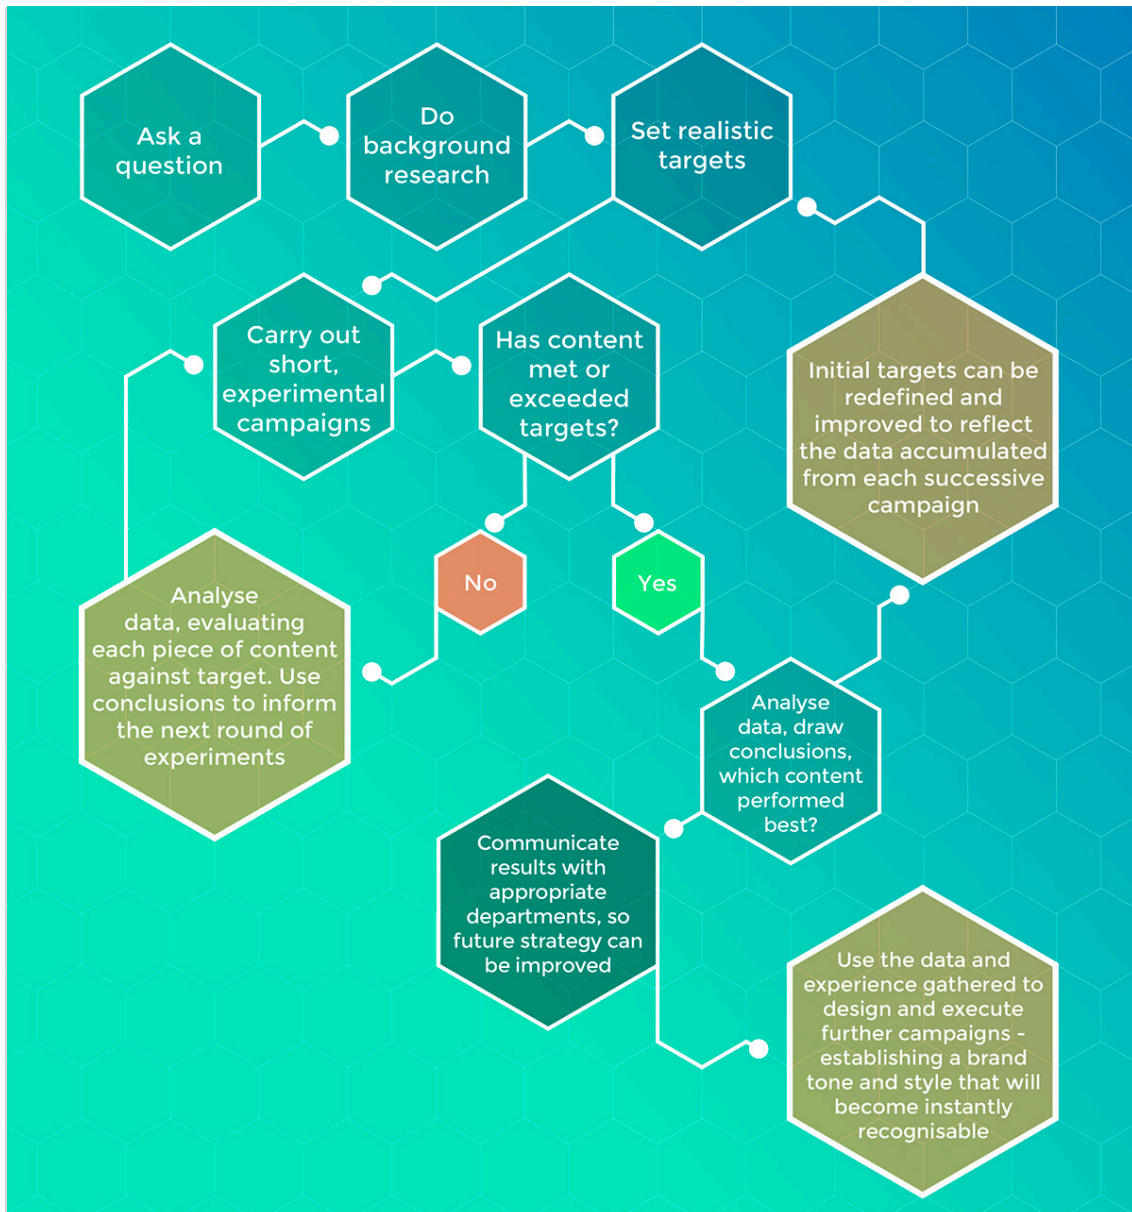 Ask a
question
Do
background
research
Set realistic
targets
Carry out
short,
experimental
campaigns
Has content
met or
exceeded
targets?
Initial targets can be
redefined and
improved to reflect
the data accumulated
from each successive
campaign
No
Yes
Analyse
data, evaluating
each piece of content
against target. Use
conclusions to inform
the next round of
experiments
Analyse
data, draw
conclusions,
which content
performed
best?
Communicate
results with
appropriate
departments, so
future strategy can
be improved
Use the data and
experience gathered to
design and execute
further campaigns -
establishing a brand
tone and style that will
become instantly
recognisable